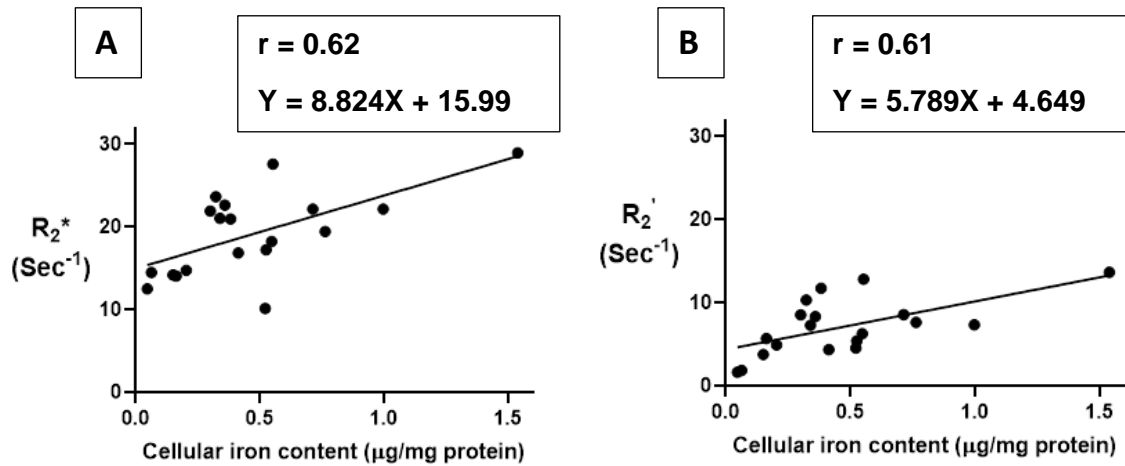 A
r = 0.62
Y = 8.824X + 15.99
30
20
10
0
R₂*
(Sec⁻¹)
0.0 0.5 1.0 1.5
Cellular iron content (μg/mg protein)
B
r = 0.61
Y = 5.789X + 4.649
30
20
10
0
R₂'
(Sec⁻¹)
0.0 0.5 1.0 1.5
Cellular iron content (μg/mg protein)